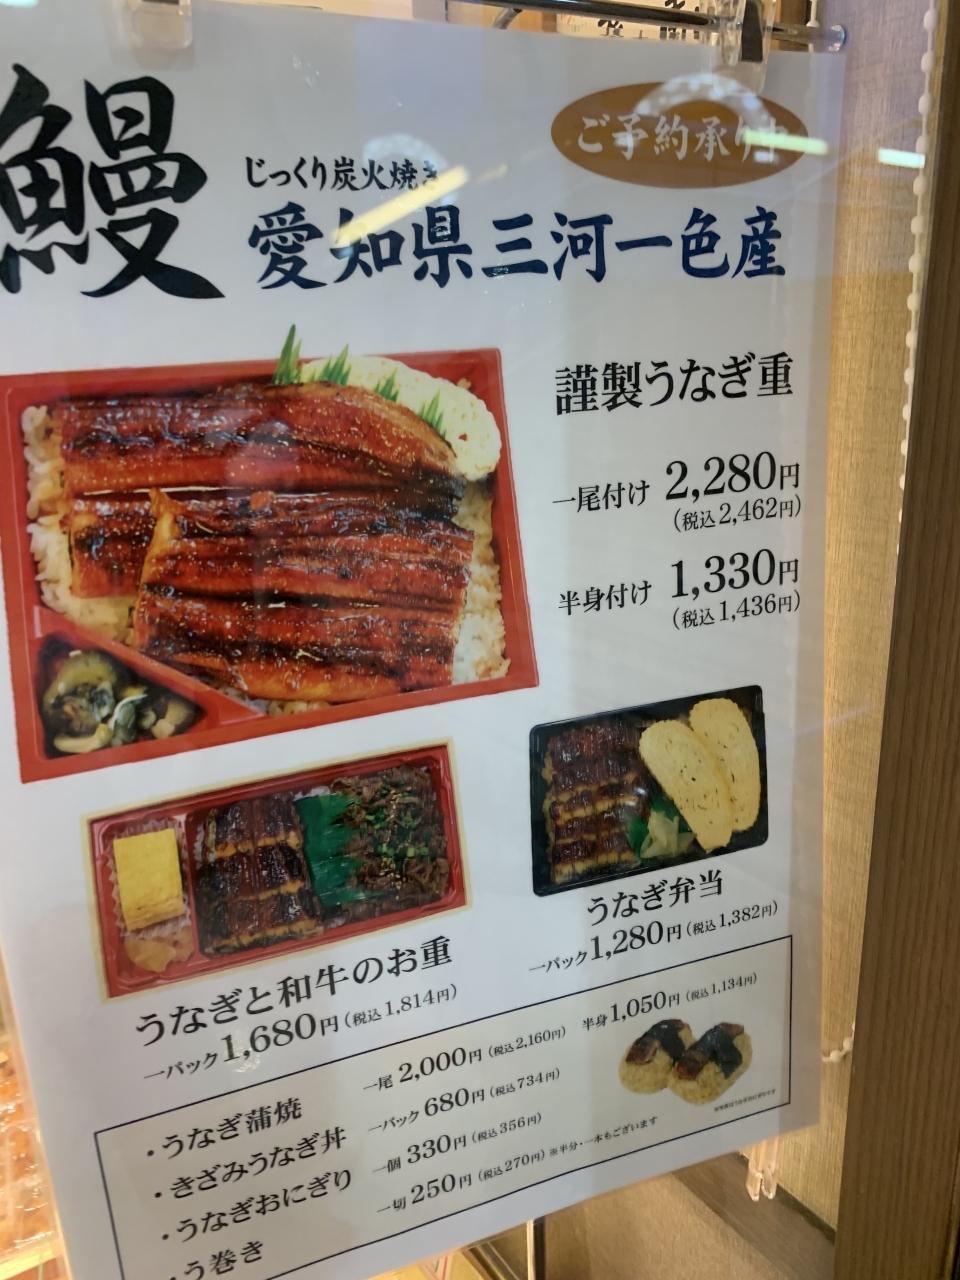 鰻
ご予約承り中
じっくり炭火焼き
愛知県三河一色産
謹製うなぎ重
一尾付け 2,280円
(税込2,462円)
半身付け 1,330円
(税込1,436円)
うなぎ弁当
一パック1,280円(税込1,382円)
うなぎと和牛のお重
一パック1,680円(税込1,814円)
・うなぎ蒲焼 一尾 2,000円(税込2,160円) 半身1,050円(税込1,134円)
・きざみうなぎ丼 一パック 680円(税込734円)
・うなぎおにぎり 一個 330円(税込356円)
・う巻き 一切 250円(税込270円)※半分・一本もございます